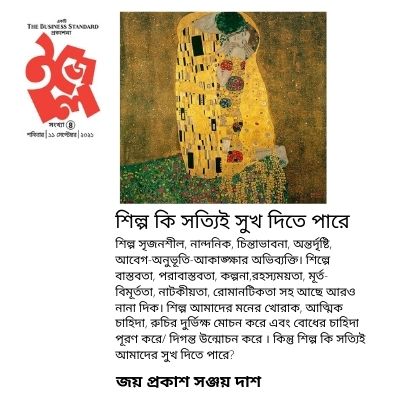 একটি
THE BUSINESS STANDARD
প্রকাশনা
ইজেল
সংখ্যা ৪
শনিবার | ১১ সেপ্টেম্বর | ২০২১
শিল্প কি সত্যিই সুখ দিতে পারে
শিল্প সৃজনশীল, নান্দনিক, চিন্তাভাবনা, অন্তর্দৃষ্টি,
আবেগ-অনুভূতি-আকাঙ্ক্ষার অভিব্যক্তি। শিল্পে
বাস্তবতা, পরাবাস্তবতা, কল্পনা,রহস্যময়তা, মূর্ত-
বিমূর্ততা, নাটকীয়তা, রোমানটিকতা সহ আছে আরও
নানা দিক। শিল্প আমাদের মনের খোরাক, আত্মিক
চাহিদা, রুচির দুর্ভিক্ষ মোচন করে এবং বোধের চাহিদা
পূরণ করে/ দিগন্ত উন্মোচন করে । কিন্তু শিল্প কি সত্যিই
আমাদের সুখ দিতে পারে?
জয় প্রকাশ সঞ্জয় দাশ